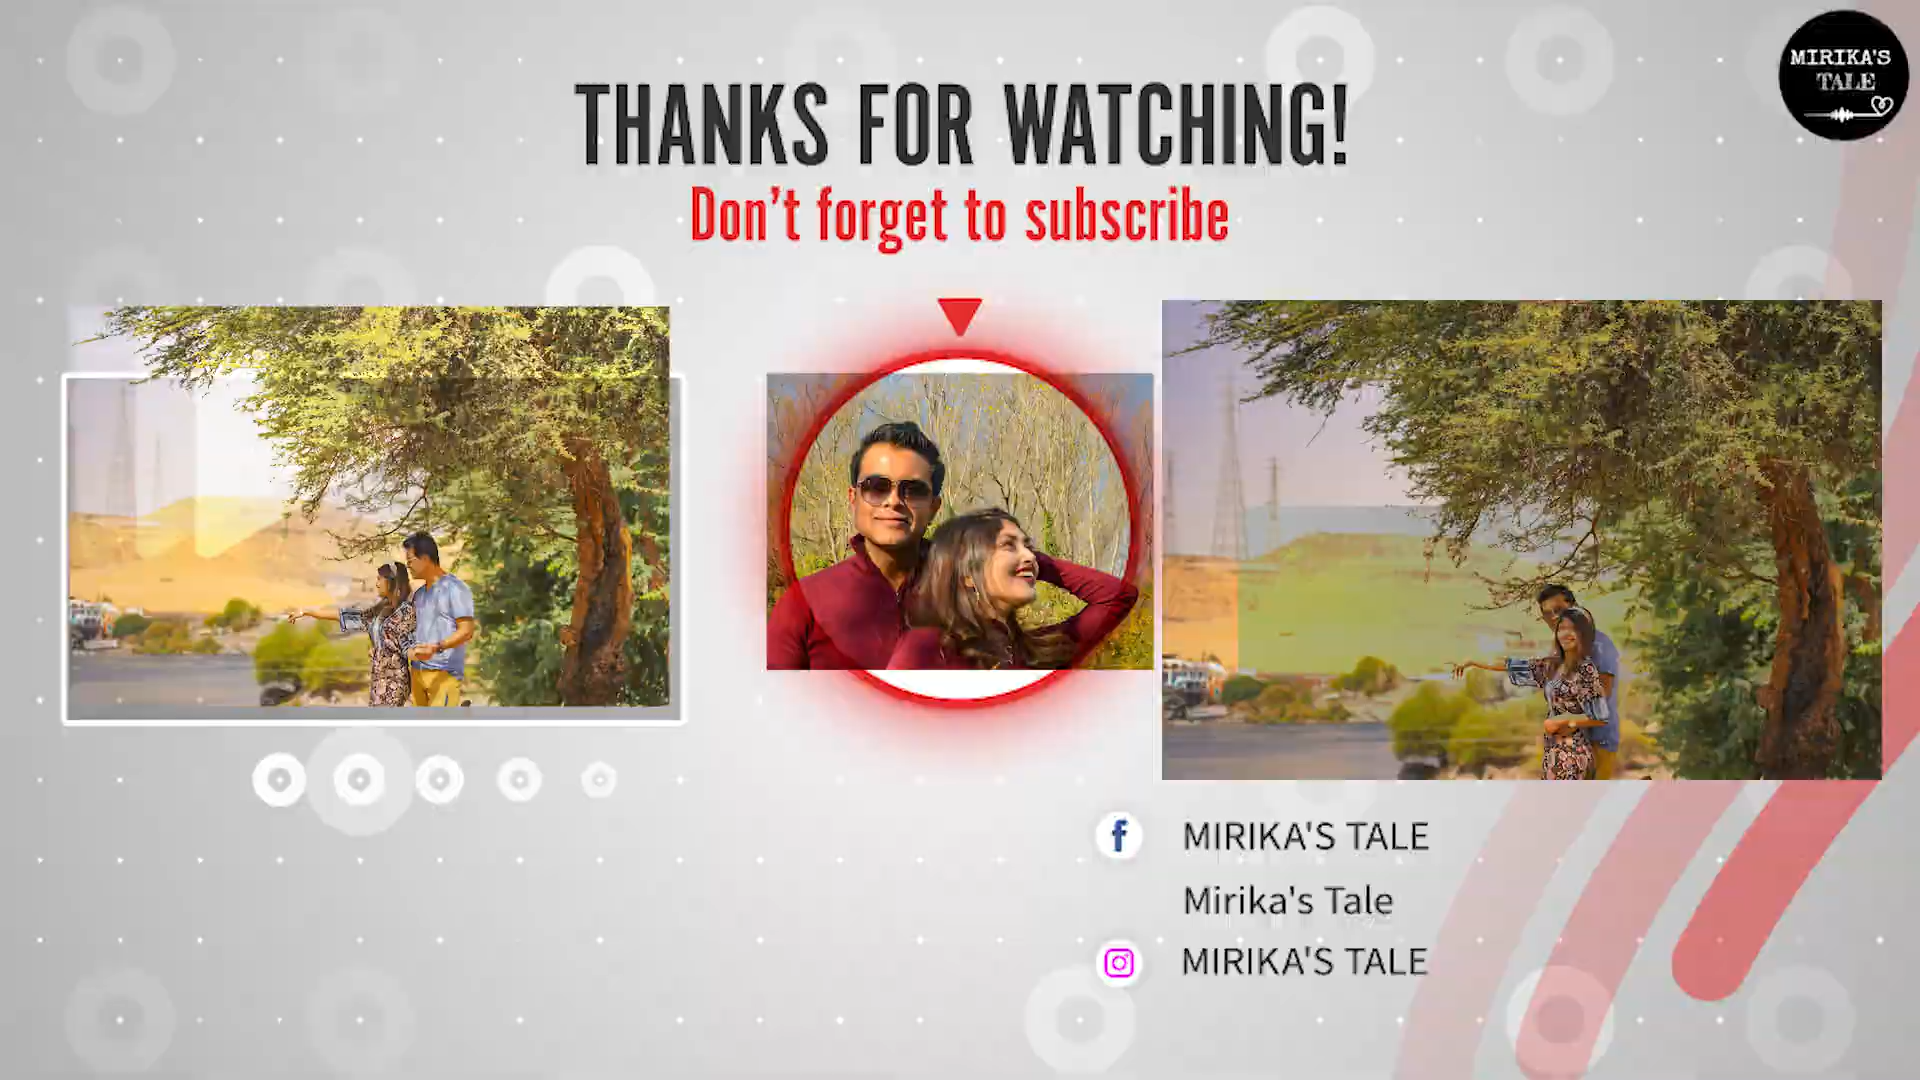 MIRIKA'S
TALE
THANKS FOR WATCHING!
Don't forget to subscribe
f
MIRIKA'S TALE
Mirika's Tale
MIRIKA'S TALE